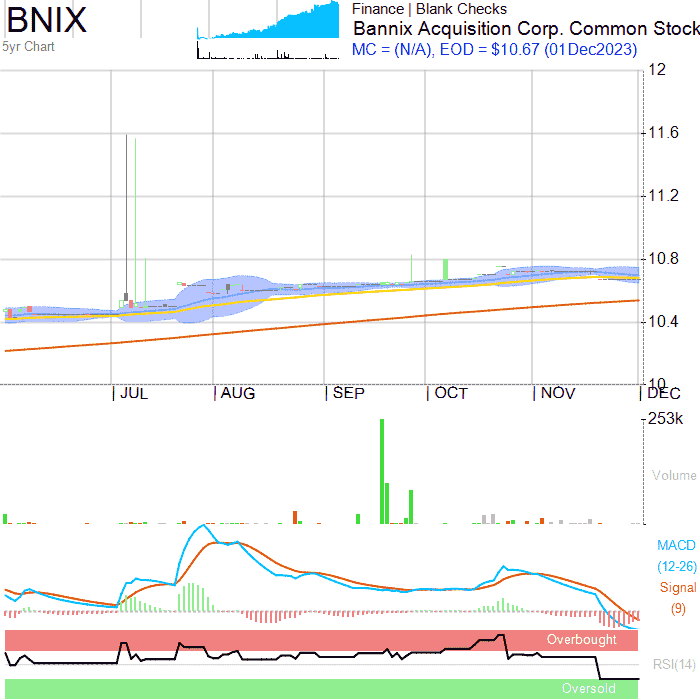 BNIX
5yr Chart
Finance | Blank Checks
Bannix Acquisition Corp. Common Stock
MC = (N/A), EOD = $10.67 (01Dec2023)
12
11.6
11.2
10.8
10.4
10
JUL
AUG
SEP
OCT
NOV
DEC
253k
Volume
MACD
(12-26)
Signal
(9)
Overbought
RSI(14)
Oversold